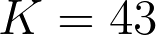 K = 43